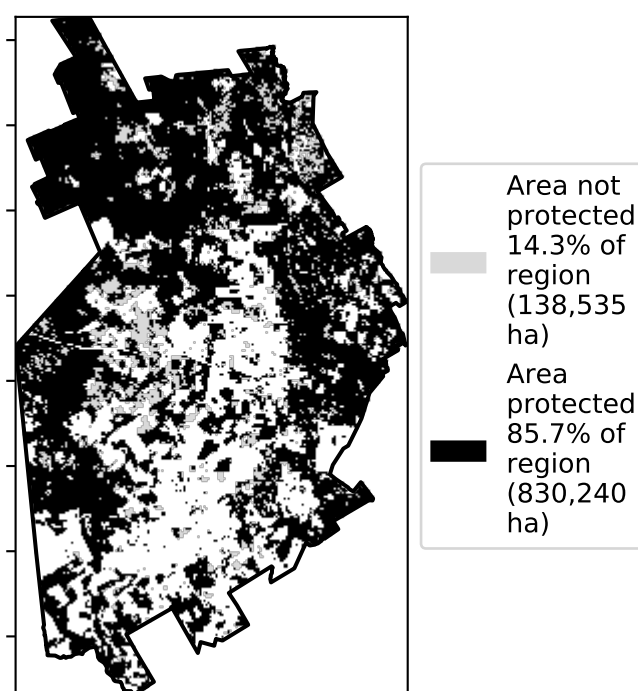 Area not
protected
14.3% of
region
(138,535
ha)
Area
protected
85.7% of
region
(830,240
ha)